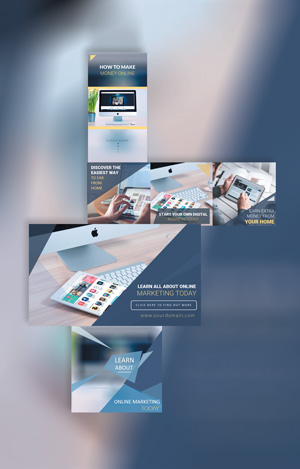 HOW TO MAKE
MONEY ONLINE
DISCOVER THE
EASIEST WAY
TO EAR
FROM
HOME
START YOUR OWN DIGITAL
EARN EXTRA
MONEY FROM
YOUR HOME
LEARN ALL ABOUT ONLINE
MARKETING TODAY
CLICK HERE TO FIND OUT MORE
www.yourdomain.com
LEARN
ABOUT
ONLINE MARKETING
TODAY